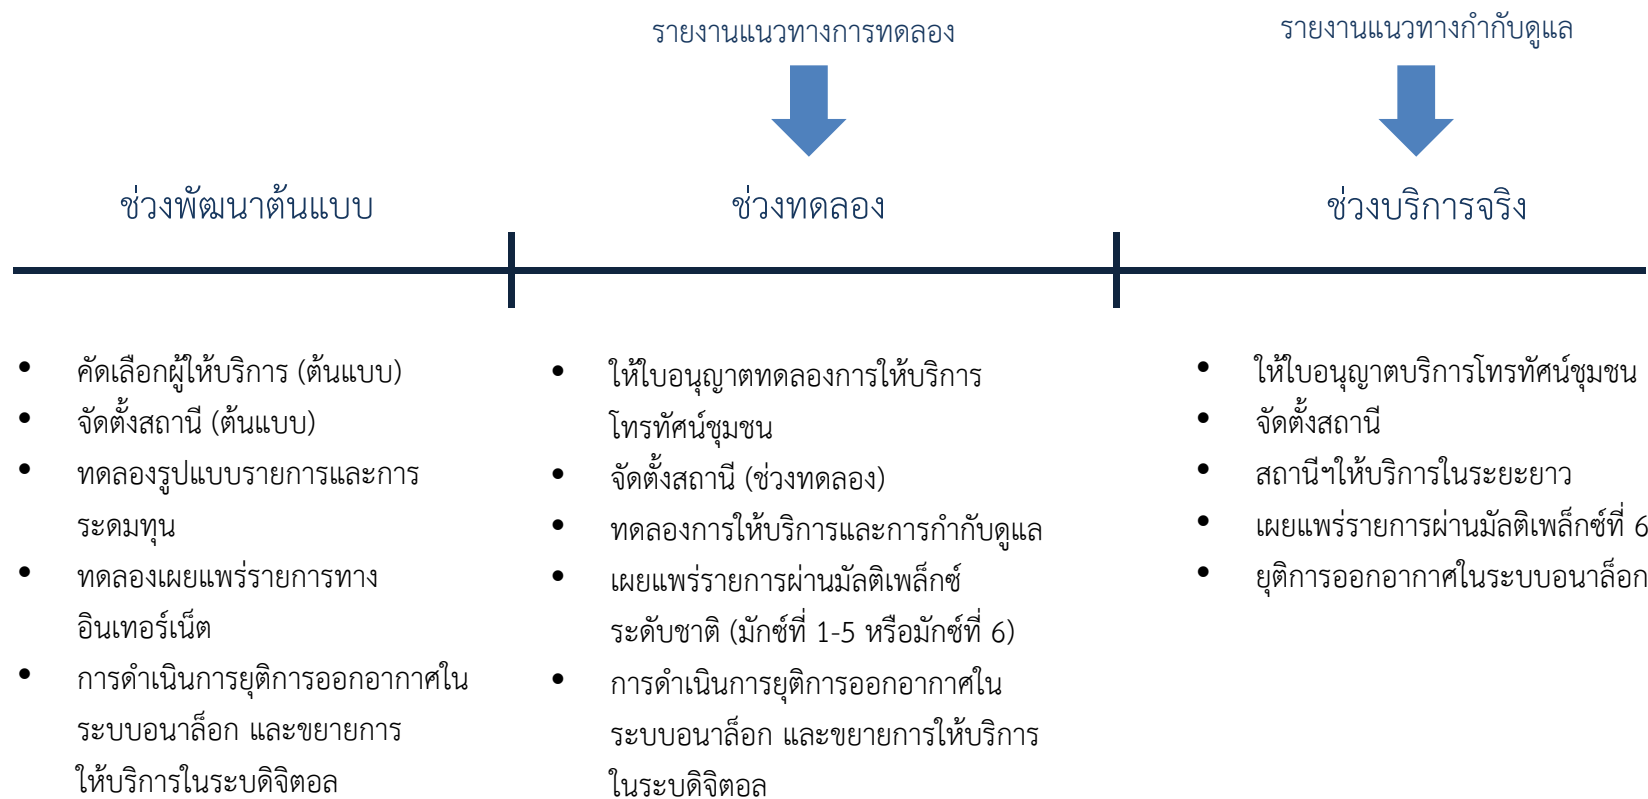 รายงานแนวทางการทดลอง
รายงานแนวทางกำกับดูแล
ช่วงพัฒนาต้นแบบ
ช่วงทดลอง
ช่วงบริการจริง
• คัดเลือกผู้ให้บริการ (ต้นแบบ)
• จัดตั้งสถานี (ต้นแบบ)
• ทดลองรูปแบบรายการและการ
ระดมทุน
• ทดลองเผยแพร่รายการทาง
อินเทอร์เน็ต
• การดำเนินการยุติการออกอากาศใน
ระบบอนาล็อก และขยายการ
ให้บริการในระบดิจิตอล
• ให้ใบอนุญาตทดลองการให้บริการ
โทรทัศน์ชุมชน
• จัดตั้งสถานี (ช่วงทดลอง)
• ทดลองการให้บริการและการกำกับดูแล
• เผยแพร่รายการผ่านมัลติเพล็กซ์
ระดับชาติ (มักซ์ที่ 1-5 หรือมักซ์ที่ 6)
• การดำเนินการยุติการออกอากาศใน
ระบบอนาล็อก และขยายการให้บริการ
ในระบดิจิตอล
• ให้ใบอนุญาตบริการโทรทัศน์ชุมชน
• จัดตั้งสถานี
• สถานีฯให้บริการในระยะยาว
• เผยแพร่รายการผ่านมัลติเพล็กซ์ที่ 6
• ยุติการออกอากาศในระบบอนาล็อก